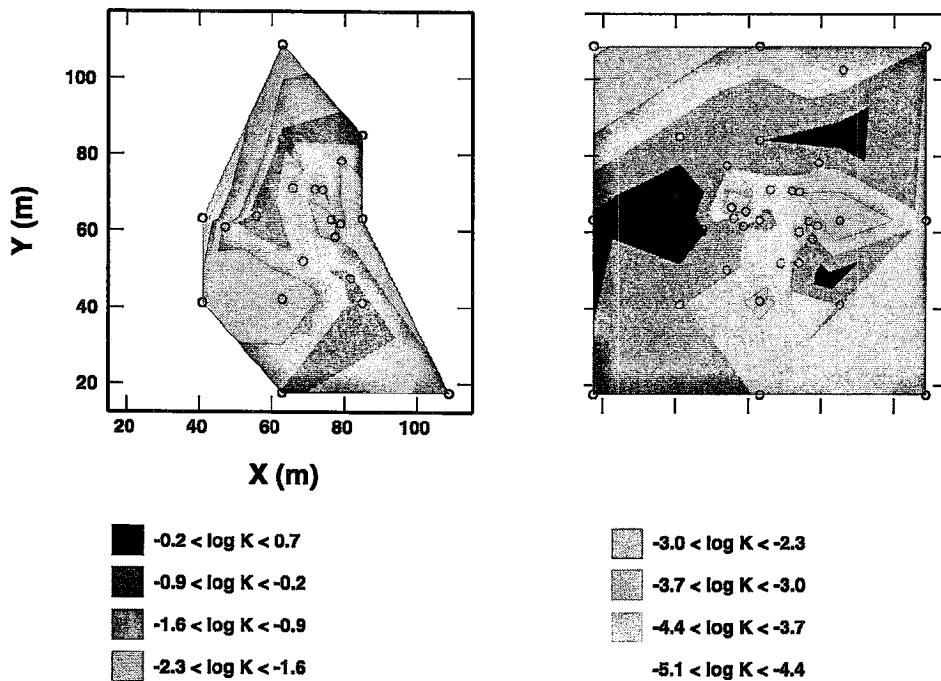 100
80
60
40
20
Y (m)
20 40 60 80 100
X (m)
-0.2 < log K < 0.7
-0.9 < log K < -0.2
-1.6 < log K < -0.9
-2.3 < log K < -1.6
-3.0 < log K < -2.3
-3.7 < log K < -3.0
-4.4 < log K < -3.7
-5.1 < log K < -4.4